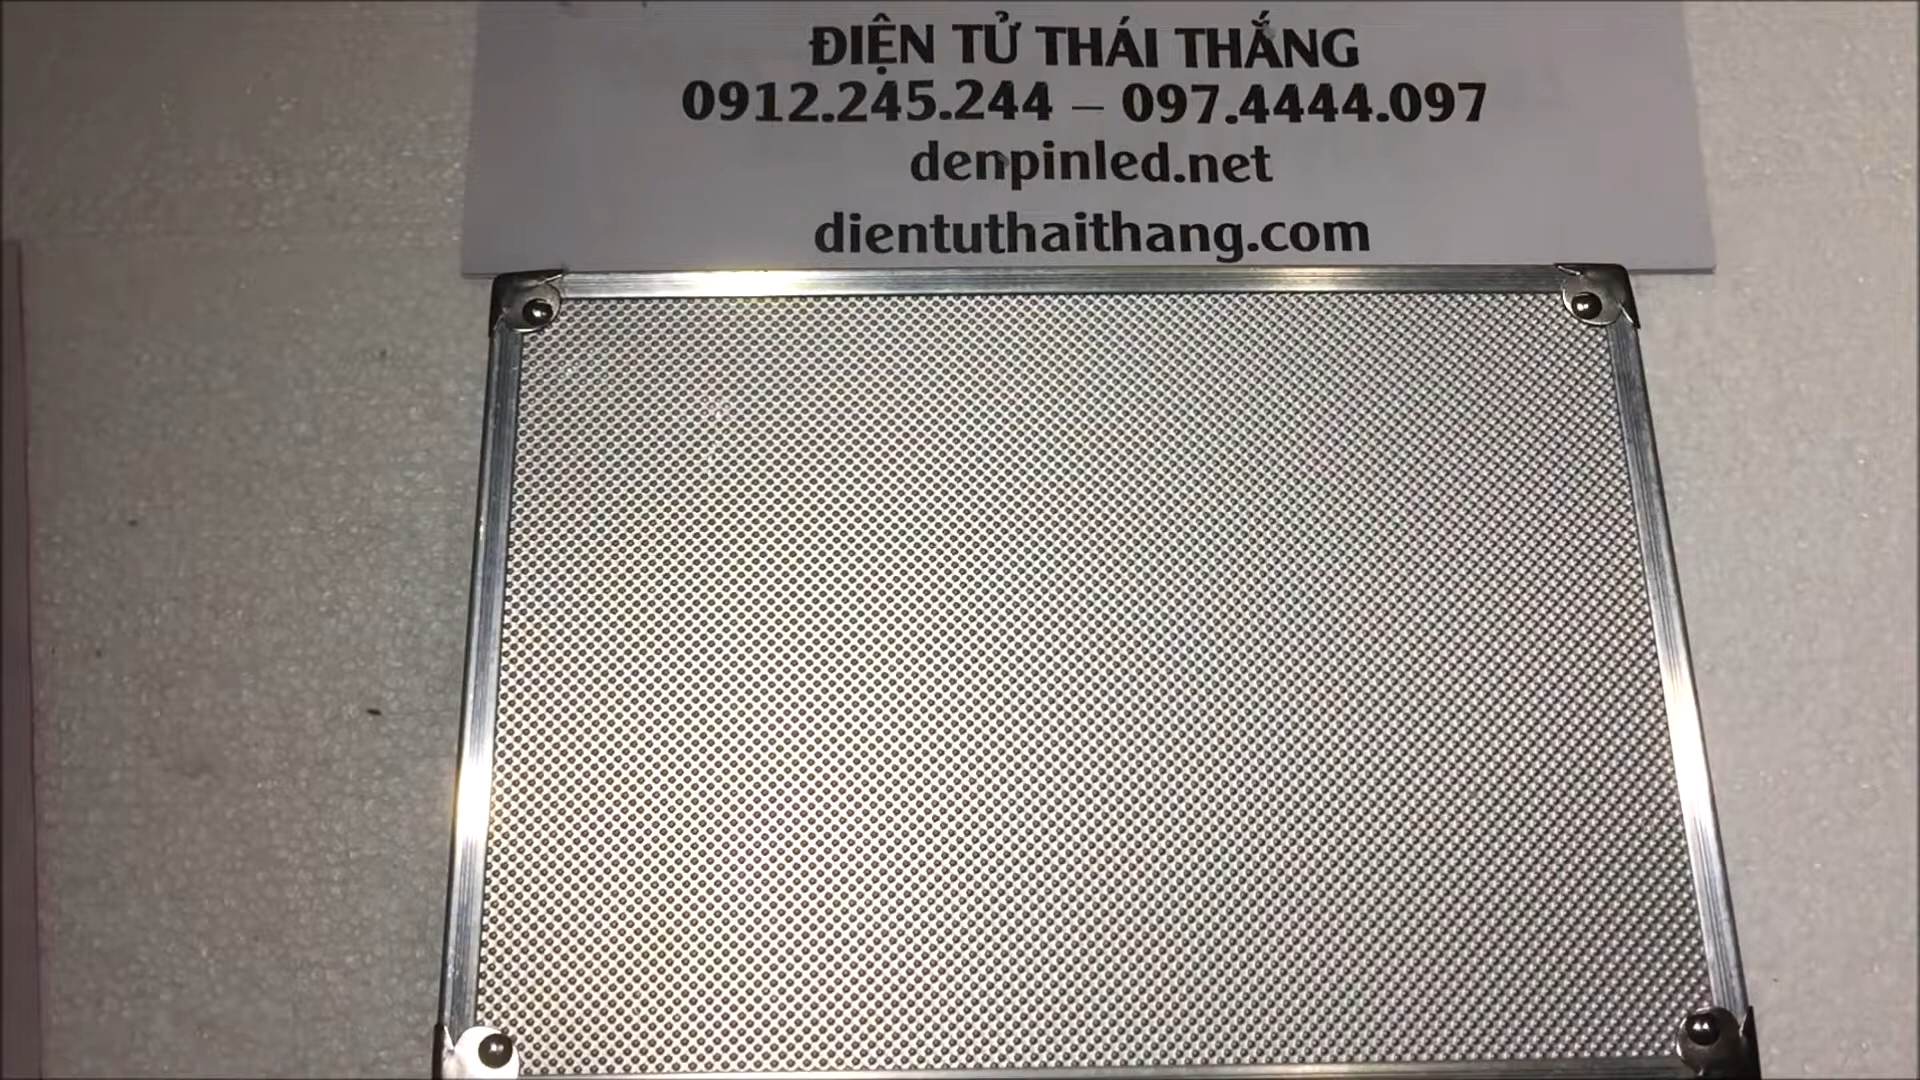 ĐIỆN TỬ THÁI THẮNG
0912.245.244 – 097.4444.097
denpinled.net
dientuthaithang.com